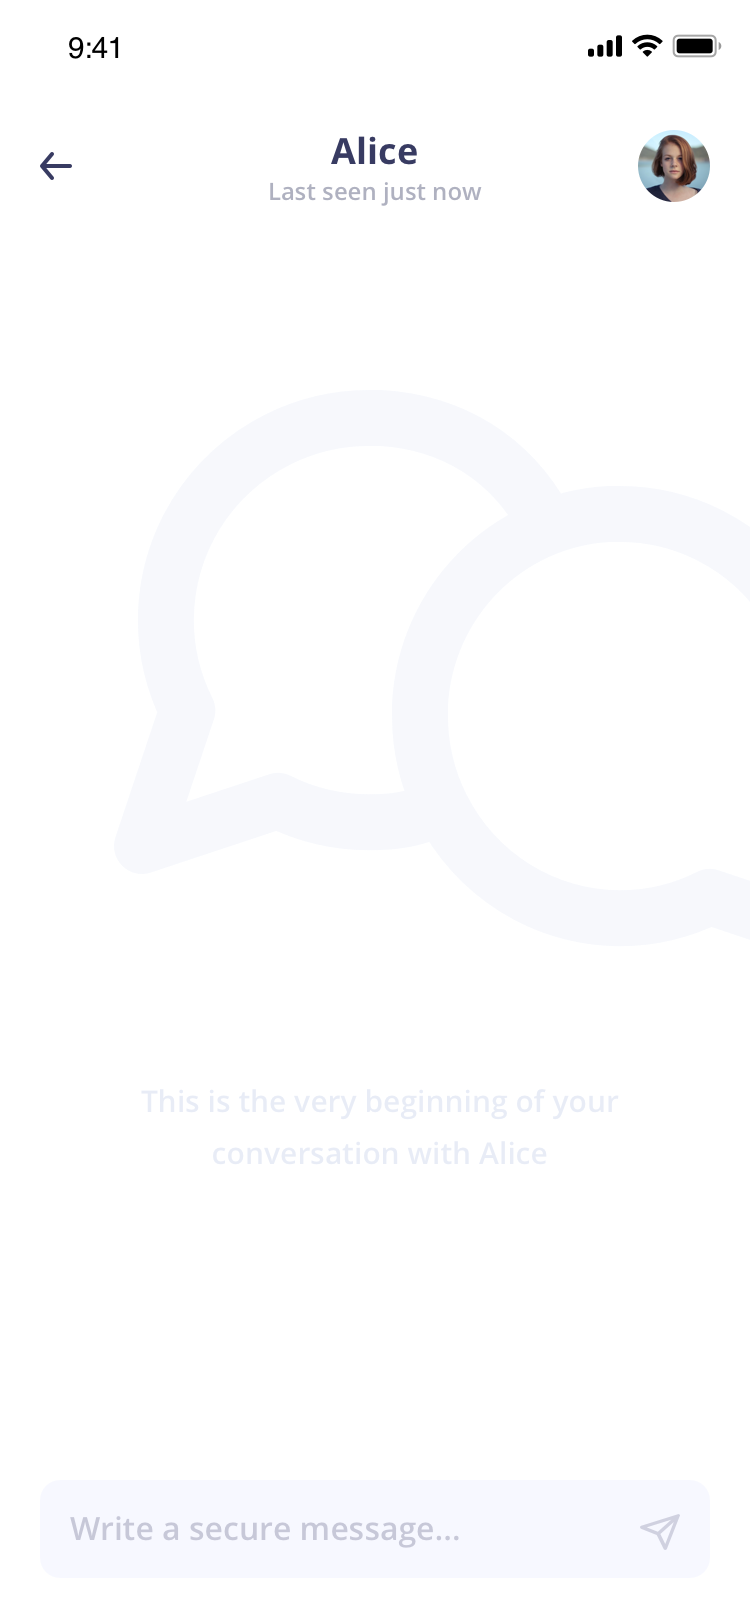 9:41
Alice
Last seen just now
This is the very beginning of your
conversation with Alice
Write a secure message...